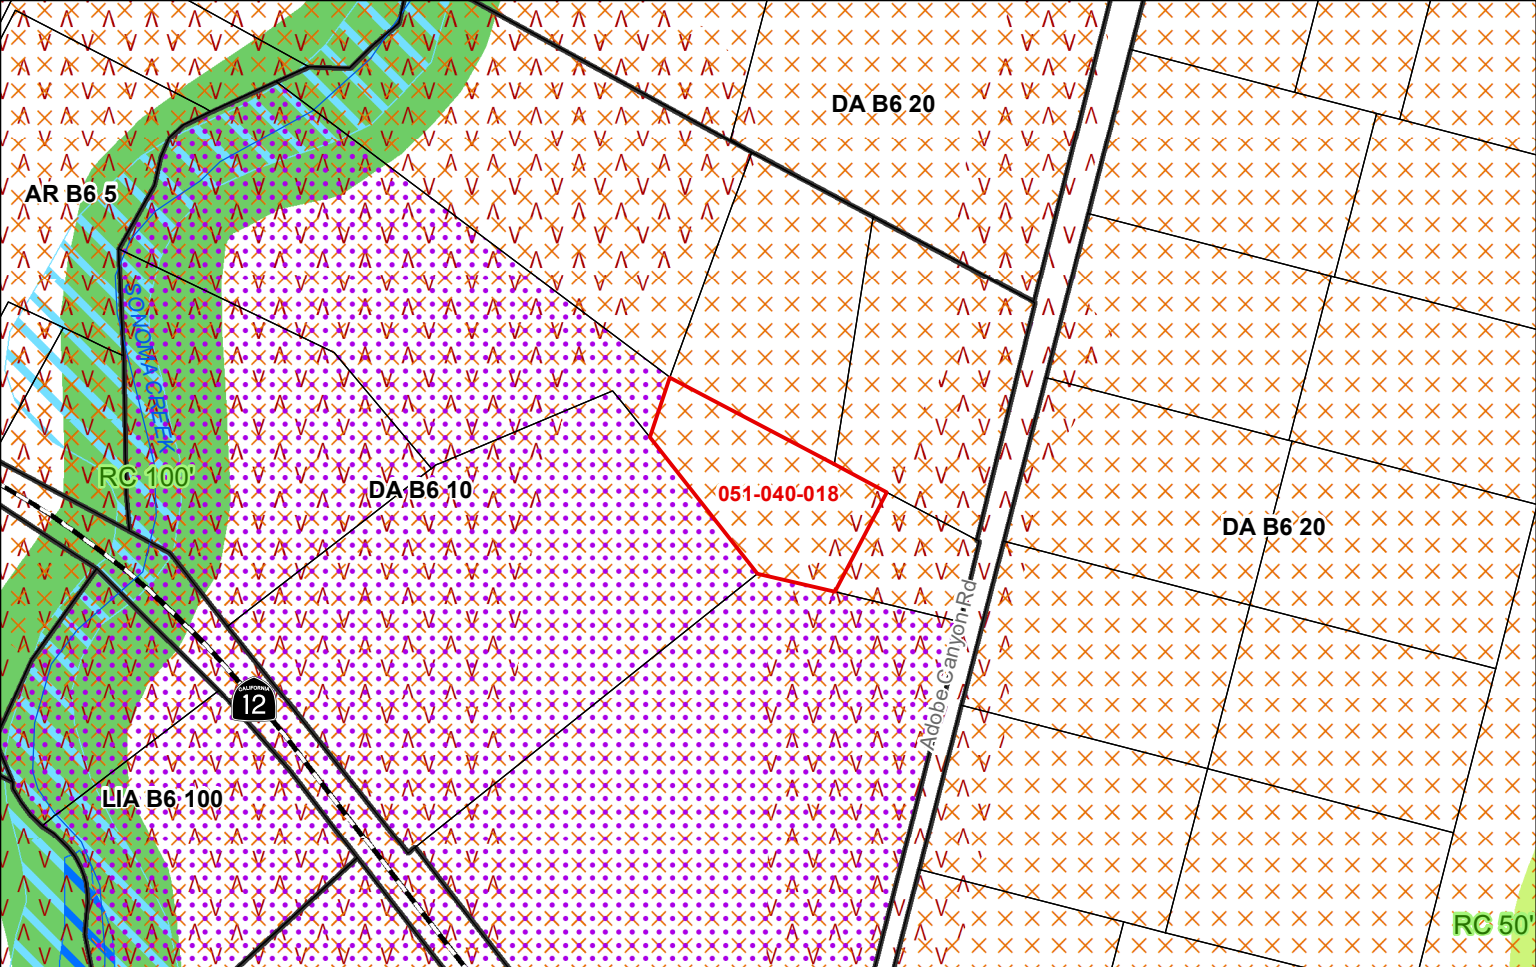 DA B6 20
AR B6 5
SONOMA CREEK
RC 100'
DA B6 10
051-040-018
DA B6 20
Adobe Canyon Rd
CALIFORNIA
12
LIA B6 100
RC 50'